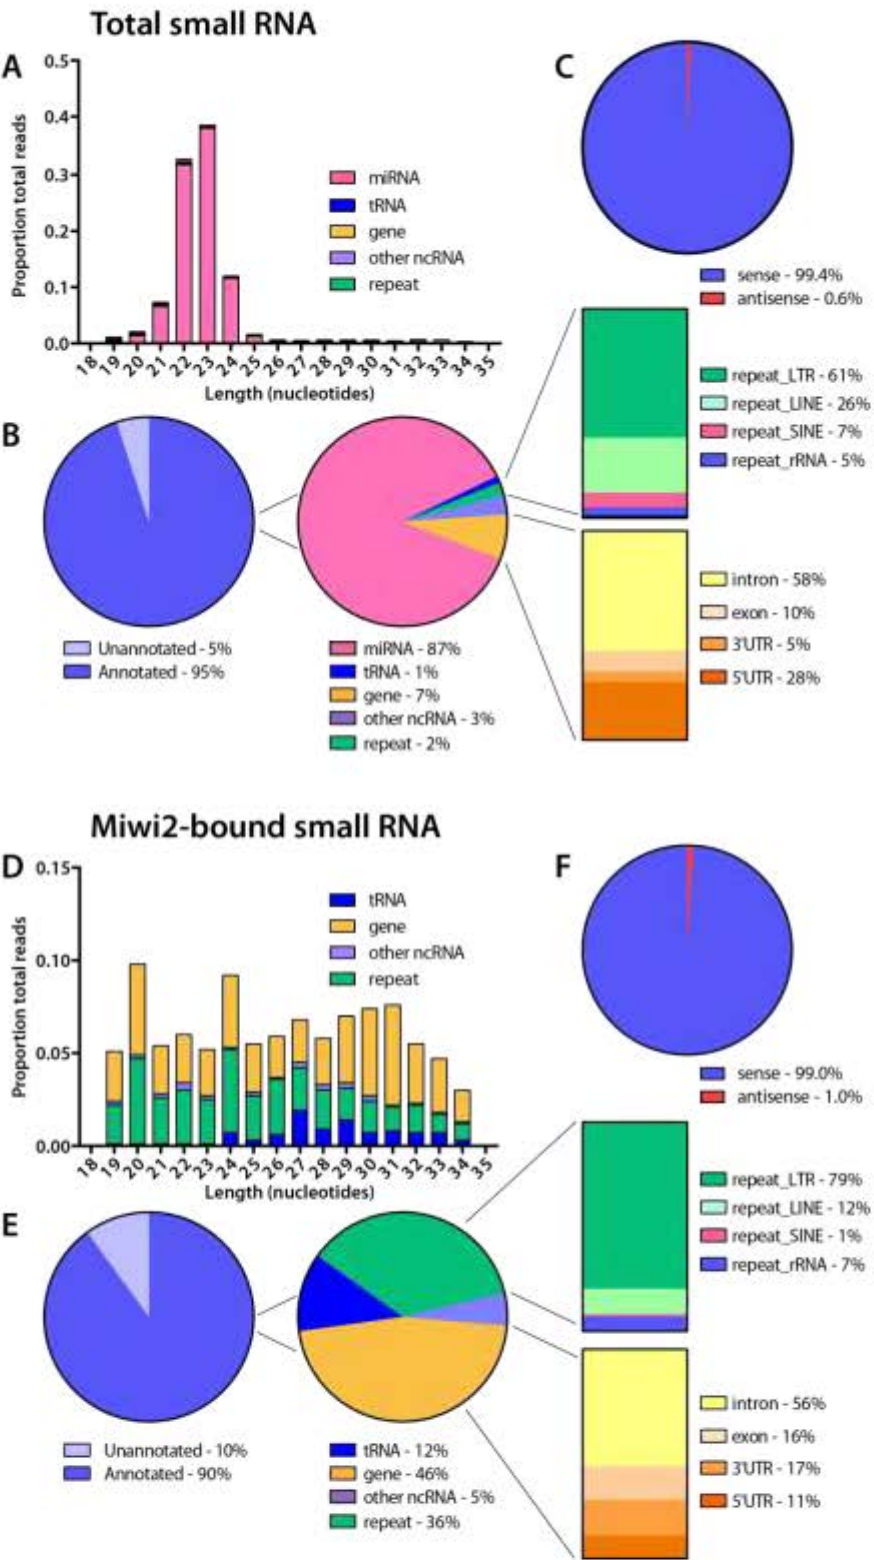 Total small RNA
A
Proportion total reads
0.5
0.4
0.3
0.2
0.1
0.0
18 19 20 21 22 23 24 25 26 27 28 29 30 31 32 33 34 35
Length (nucleotides)
miRNA
tRNA
gene
other ncRNA
repeat
C
sense - 99.4%
antisense - 0.6%
B
Unannotated - 5%
Annotated - 95%
miRNA - 87%
tRNA - 1%
gene - 7%
other ncRNA - 3%
repeat - 2%
repeat_LTR - 61%
repeat_LINE - 26%
repeat_SINE - 7%
repeat_rRNA - 5%
intron - 58%
exon - 10%
3'UTR - 5%
5'UTR - 28%
Miwi2-bound small RNA
D
Proportion total reads
0.15
0.10
0.05
0.00
18 19 20 21 22 23 24 25 26 27 28 29 30 31 32 33 34 35
Length (nucleotides)
tRNA
gene
other ncRNA
repeat
F
sense - 99.0%
antisense - 1.0%
E
Unannotated - 10%
Annotated - 90%
tRNA - 12%
gene - 46%
other ncRNA - 5%
repeat - 36%
repeat_LTR - 79%
repeat_LINE - 12%
repeat_SINE - 1%
repeat_rRNA - 7%
intron - 56%
exon - 16%
3'UTR - 17%
5'UTR - 11%